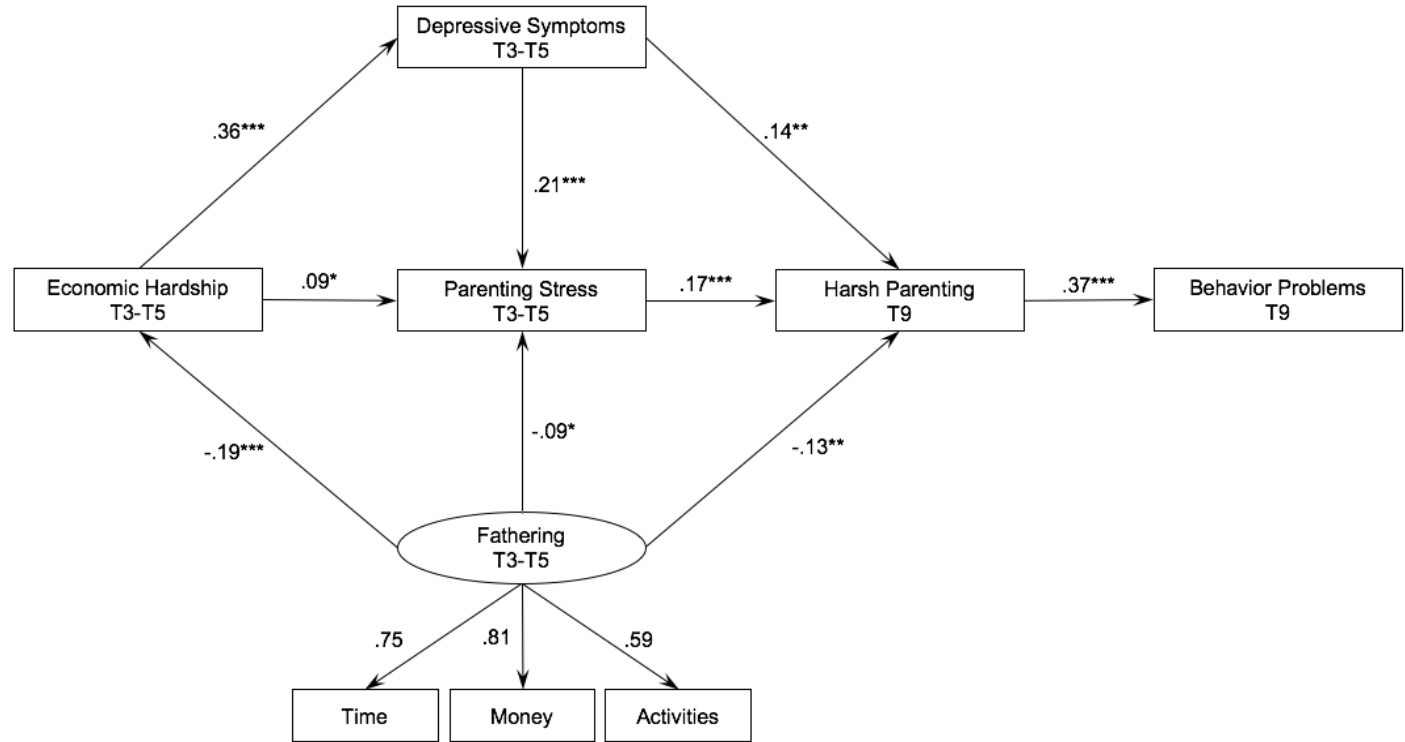 Depressive Symptoms
T3-T5
.36***
.14**
.21***
Economic Hardship
T3-T5
.09*
Parenting Stress
T3-T5
.17***
Harsh Parenting
T9
.37***
Behavior Problems
T9
-.19***
-.09*
-.13**
Fathering
T3-T5
.75
.81
.59
Time
Money
Activities